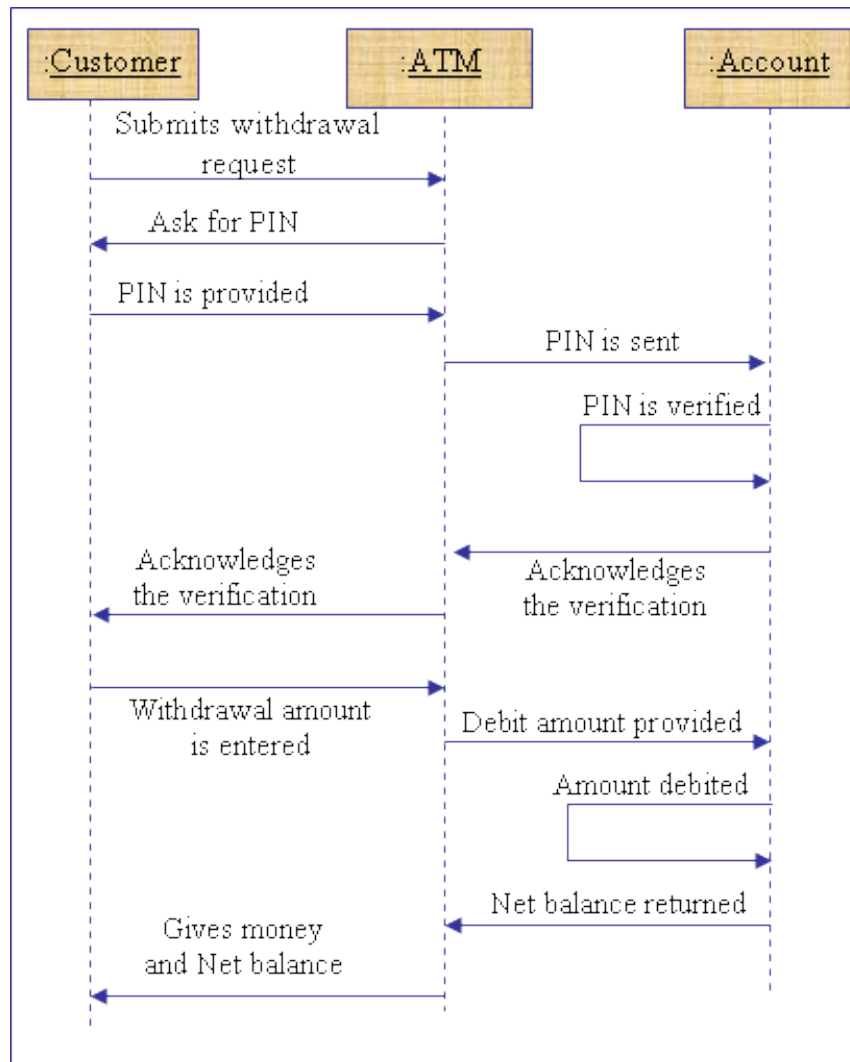 :Customer
:ATM
:Account
Submits withdrawal
request
Ask for PIN
PIN is provided
PIN is sent
PIN is verified
Acknowledges
the verification
Acknowledges
the verification
Withdrawal amount
is entered
Debit amount provided
Amount debited
Net balance returned
Gives money
and Net balance